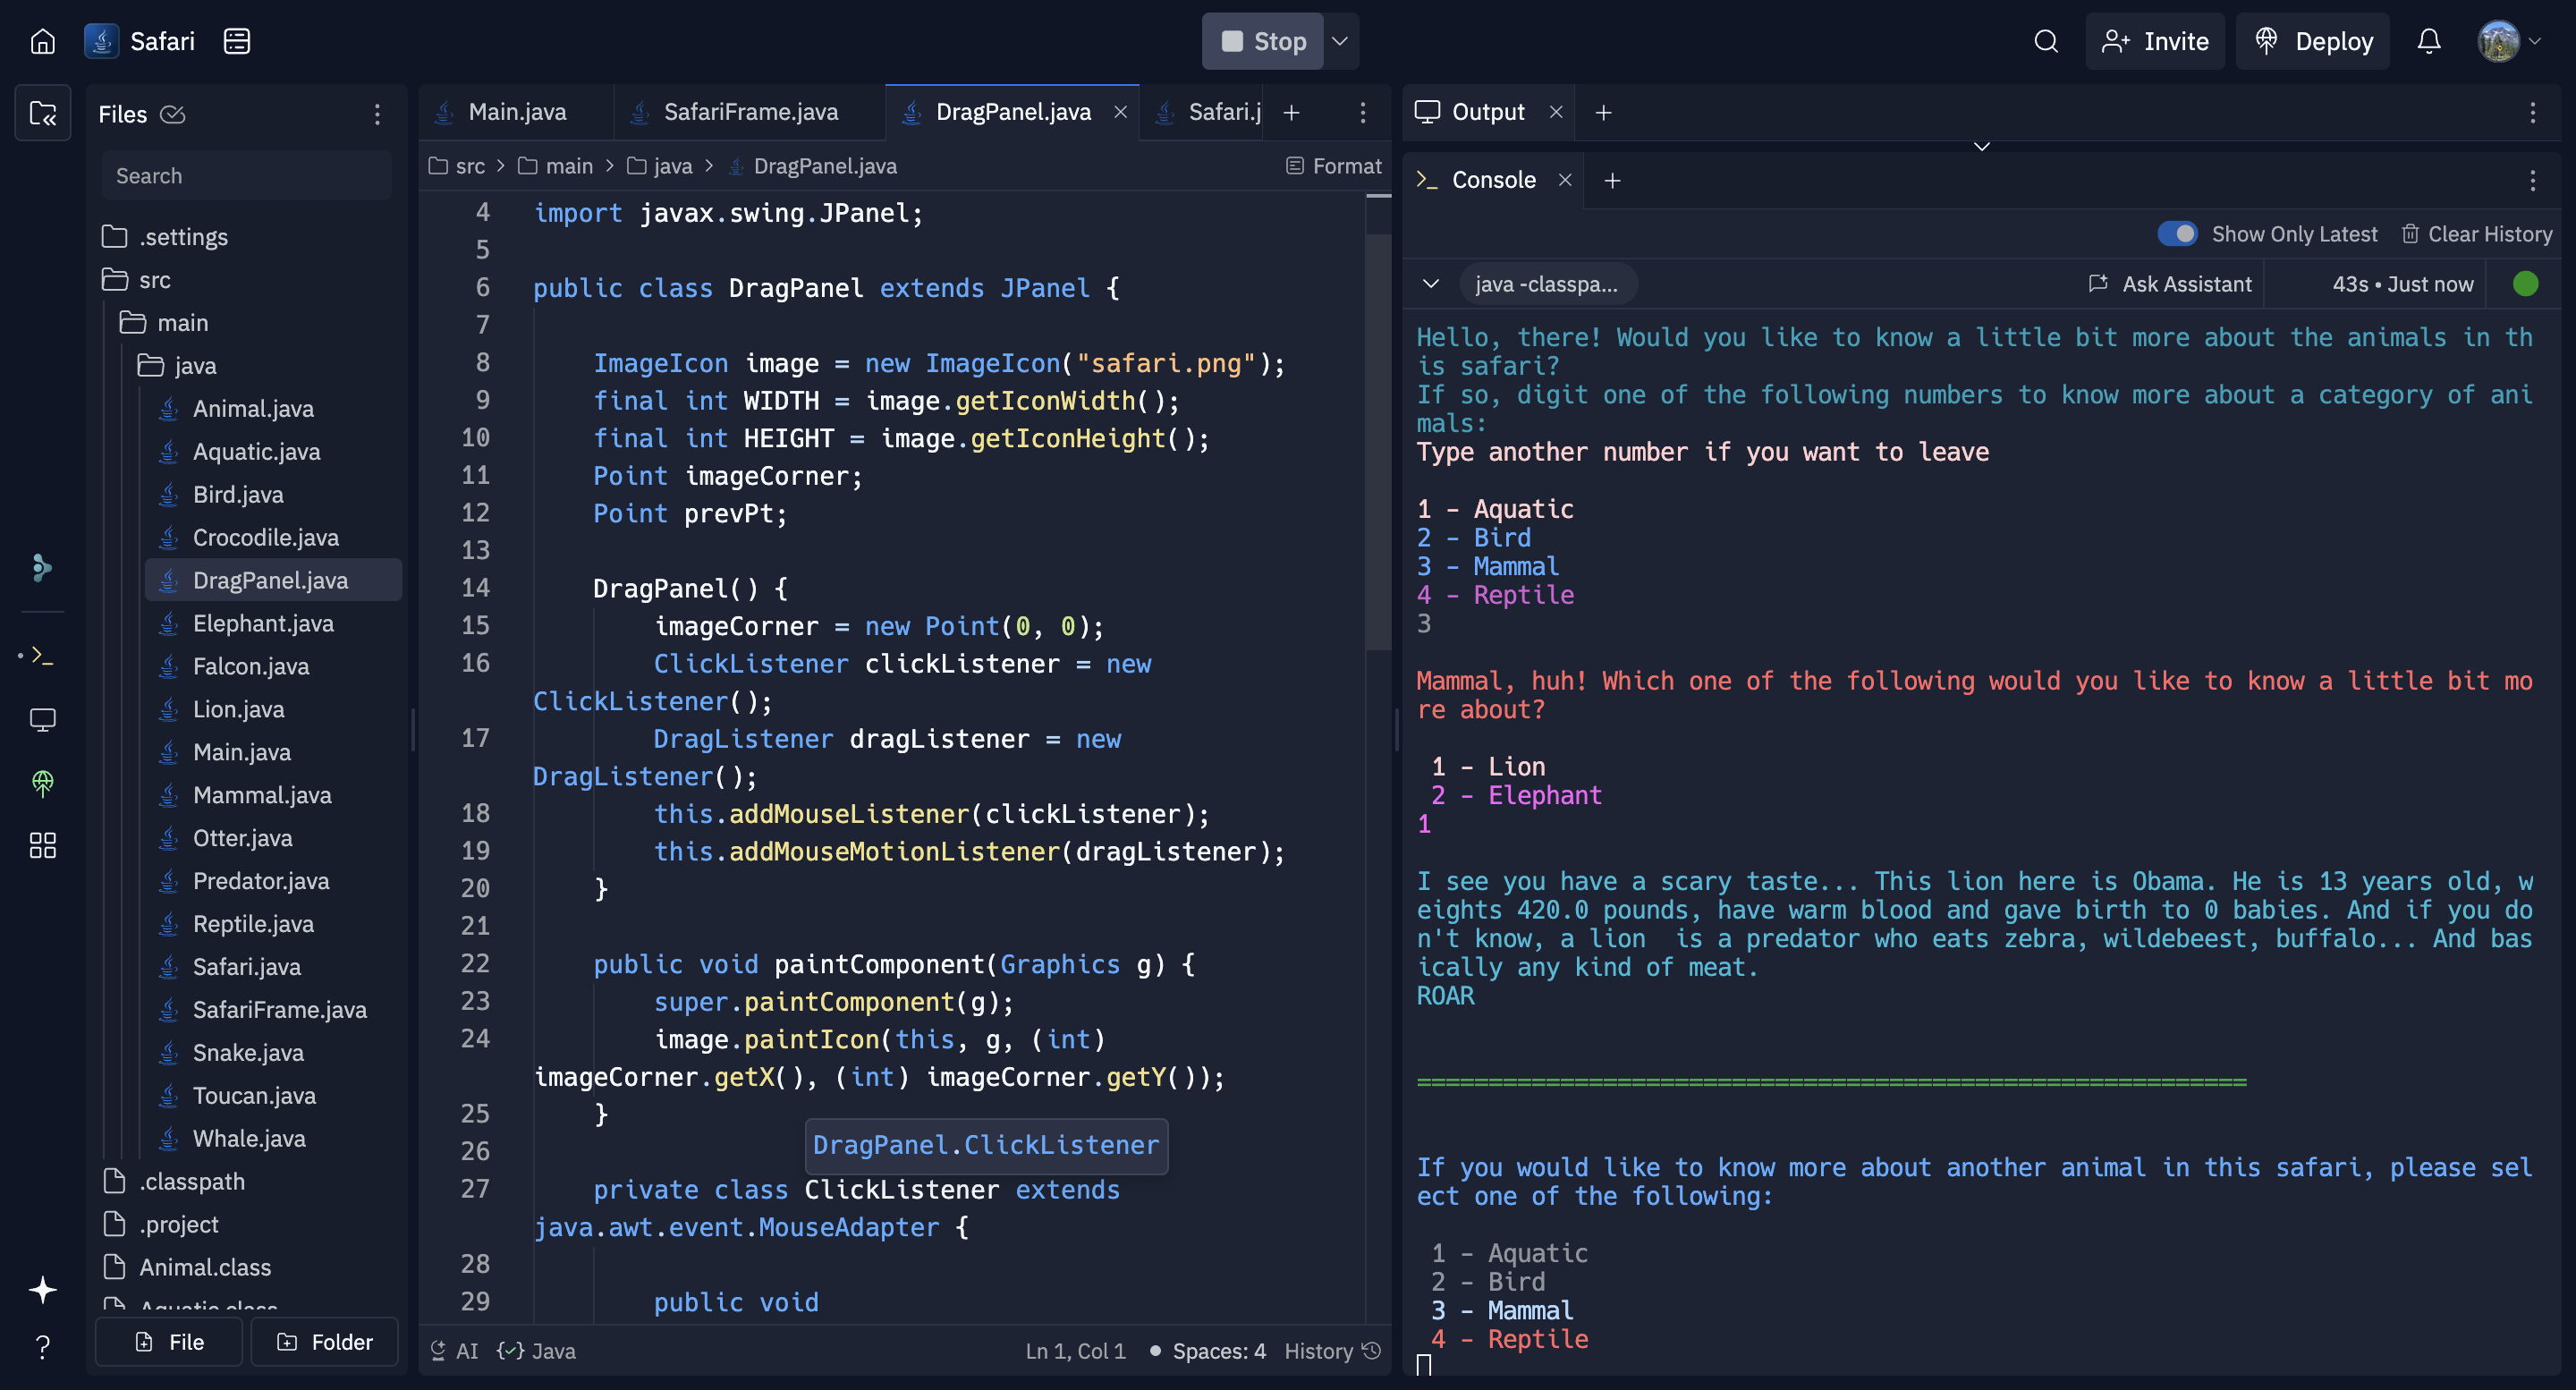 Safari
Stop
Invite
Deploy
Files
Search
.settings
src
main
java
Animal.java
Aquatic.java
Bird.java
Crocodile.java
DragPanel.java
Elephant.java
Falcon.java
Lion.java
Main.java
Mammal.java
Otter.java
Predator.java
Reptile.java
Safari.java
SafariFrame.java
Snake.java
Toucan.java
Whale.java
.classpath
.project
Animal.class
Aquatic.class
File
Folder
Main.java
SafariFrame.java
DragPanel.java
Safari.j
src > main > java > DragPanel.java
Format
4 import javax.swing.JPanel;
5
6 public class DragPanel extends JPanel {
7
8 ImageIcon image = new ImageIcon("safari.png");
9 final int WIDTH = image.getIconWidth();
10 final int HEIGHT = image.getIconHeight();
11 Point imageCorner;
12 Point prevPt;
13
14 DragPanel() {
15 imageCorner = new Point(0, 0);
16 ClickListener clickListener = new
ClickListener();
17 DragListener dragListener = new
DragListener();
18 this.addMouseListener(clickListener);
19 this.addMouseMotionListener(dragListener);
20 }
21
22 public void paintComponent(Graphics g) {
23 super.paintComponent(g);
24 image.paintIcon(this, g, (int)
imageCorner.getX(), (int) imageCorner.getY());
25 }
26
DragPanel.ClickListener
27 private class ClickListener extends
java.awt.event.MouseAdapter {
28
29 public void
AI
Java
Ln 1, Col 1
Spaces: 4
History
Output
Console
Show Only Latest
Clear History
java -classpa...
Ask Assistant
43s • Just now
Hello, there! Would you like to know a little bit more about the animals in th
is safari?
If so, digit one of the following numbers to know more about a category of ani
mals:
Type another number if you want to leave
1 - Aquatic
2 - Bird
3 - Mammal
4 - Reptile
3
Mammal, huh! Which one of the following would you like to know a little bit mo
re about?
1 - Lion
2 - Elephant
1
I see you have a scary taste... This lion here is Obama. He is 13 years old, w
eights 420.0 pounds, have warm blood and gave birth to 0 babies. And if you do
n't know, a lion  is a predator who eats zebra, wildebeest, buffalo... And bas
ically any kind of meat.
ROAR
==========================================================
If you would like to know more about another animal in this safari, please sel
ect one of the following:
1 - Aquatic
2 - Bird
3 - Mammal
4 - Reptile